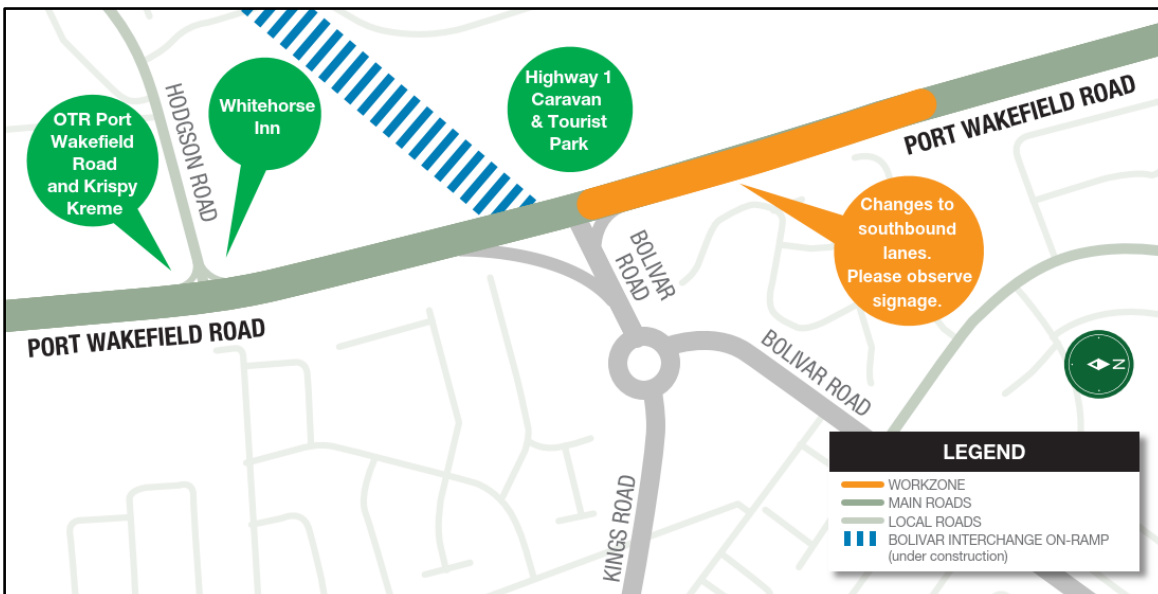 HODGSON ROAD
OTR Port
Wakefield
Road
and Krispy
Kreme
Whitehorse
Inn
Highway 1
Caravan
& Tourist
Park
PORT WAKEFIELD ROAD
Changes to
southbound
lanes.
Please observe
signage.
BOLIVAR
ROAD
PORT WAKEFIELD ROAD
BOLIVAR ROAD
N
KINGS ROAD
LEGEND
WORKZONE
MAIN ROADS
LOCAL ROADS
BOLIVAR INTERCHANGE ON-RAMP
(under construction)